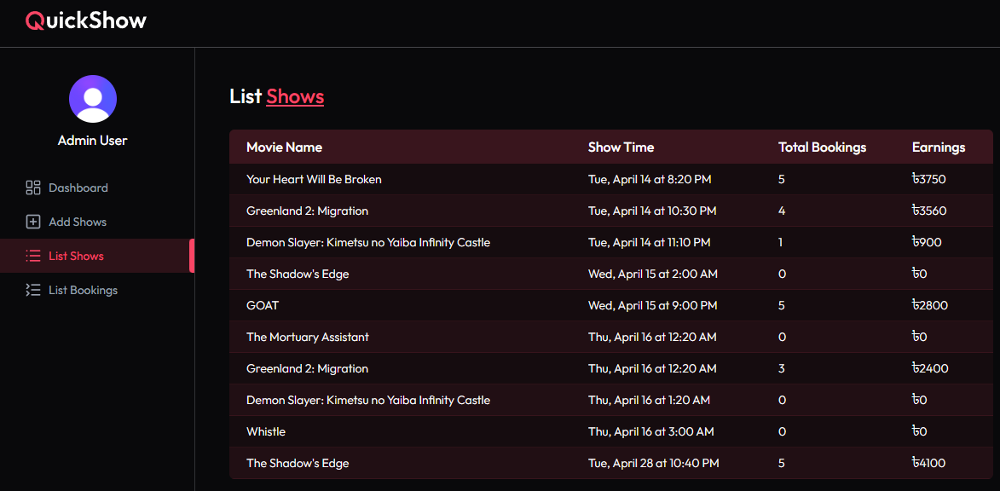 QuickShow
Admin User
Dashboard
Add Shows
List Shows
List Bookings
List Shows
Movie Name Show Time Total Bookings Earnings
Your Heart Will Be Broken Tue, April 14 at 8:20 PM 5 ৳3750
Greenland 2: Migration Tue, April 14 at 10:30 PM 4 ৳3560
Demon Slayer: Kimetsu no Yaiba Infinity Castle Tue, April 14 at 11:10 PM 1 ৳900
The Shadow's Edge Wed, April 15 at 2:00 AM 0 ৳0
GOAT Wed, April 15 at 9:00 PM 5 ৳2800
The Mortuary Assistant Thu, April 16 at 12:20 AM 0 ৳0
Greenland 2: Migration Thu, April 16 at 12:20 AM 3 ৳2400
Demon Slayer: Kimetsu no Yaiba Infinity Castle Thu, April 16 at 1:20 AM 0 ৳0
Whistle Thu, April 16 at 3:00 AM 0 ৳0
The Shadow's Edge Tue, April 28 at 10:40 PM 5 ৳4100